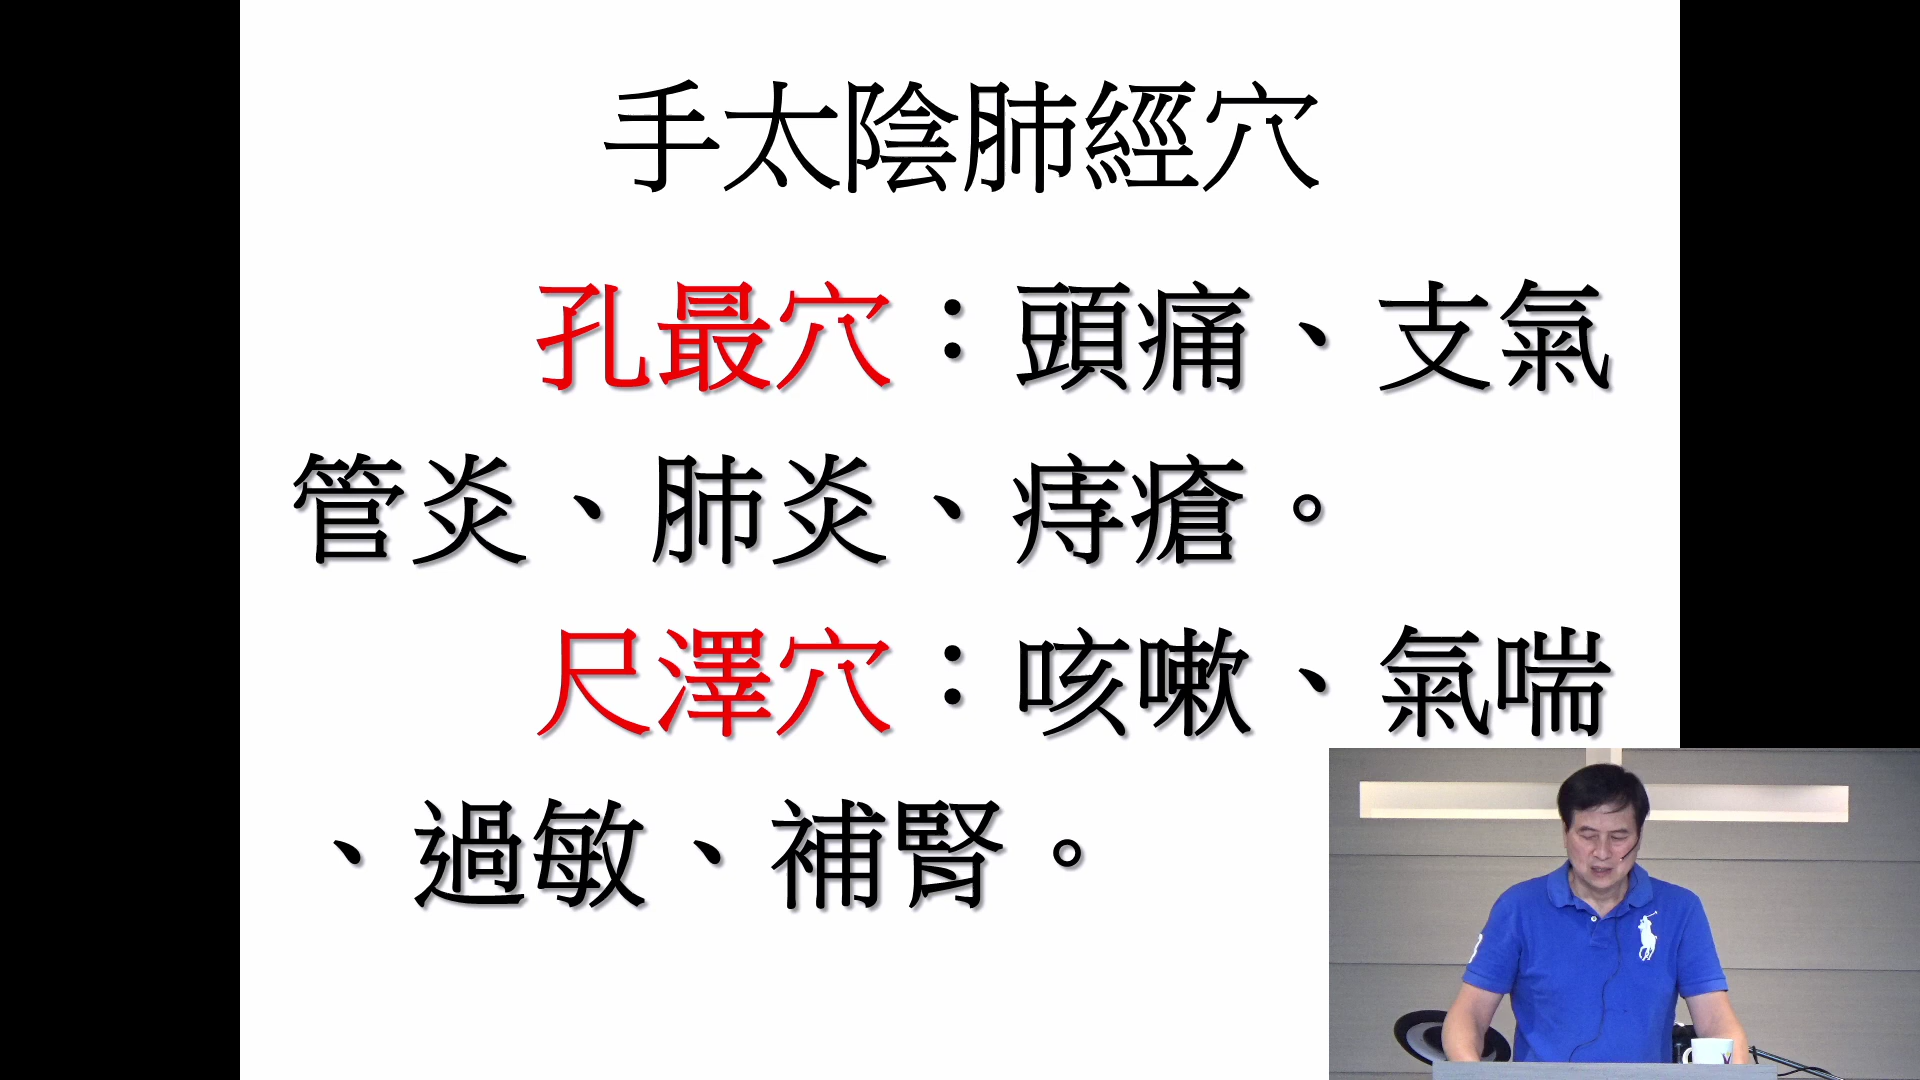 手太陰肺經穴
孔最穴：頭痛、支氣
管炎、肺炎、痔瘡。
尺澤穴：咳嗽、氣喘
、過敏、補腎。